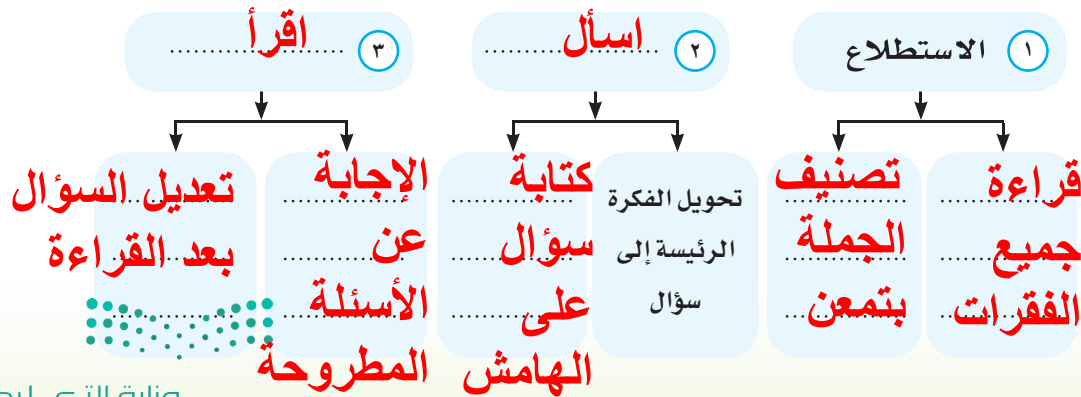 ١ الاستطلاع
٢ اسأل
٣ اقرأ
قراءة
جميع
الفقرات
تصنيف
الجملة
بتمعن
تحويل الفكرة
الرئيسة إلى
سؤال
كتابة
سؤال
على
الهامش
الإجابة
عن
الأسئلة
المطروحة
تعديل السؤال
بعد القراءة